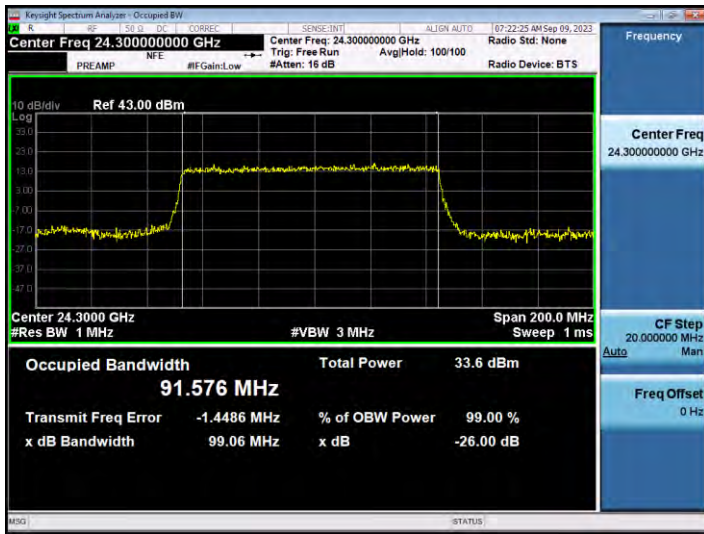 Keysight Spectrum Analyzer - Occupied BW
R RF 50 Ω DC CORREC SENSE:INT ALIGN AUTO 07:22:25 AM Sep 09, 2023
Center Freq 24.300000000 GHz Center Freq: 24.300000000 GHz Radio Std: None Frequency
NFE Trig: Free Run Avg|Hold: 100/100
PREAMP #IFGain:Low #Atten: 16 dB Radio Device: BTS
10 dB/div Ref 43.00 dBm
Log
33.0
23.0
13.0
3.00
-7.00
-17.0
-27.0
-37.0
-47.0
Center 24.3000 GHz Span 200.0 MHz
#Res BW 1 MHz #VBW 3 MHz Sweep 1 ms
Occupied Bandwidth Total Power 33.6 dBm
91.576 MHz
Transmit Freq Error -1.4486 MHz % of OBW Power 99.00 %
x dB Bandwidth 99.06 MHz x dB -26.00 dB
Center Freq
24.300000000 GHz
CF Step
20.000000 MHz
Auto Man
Freq Offset
0 Hz
MSG STATUS